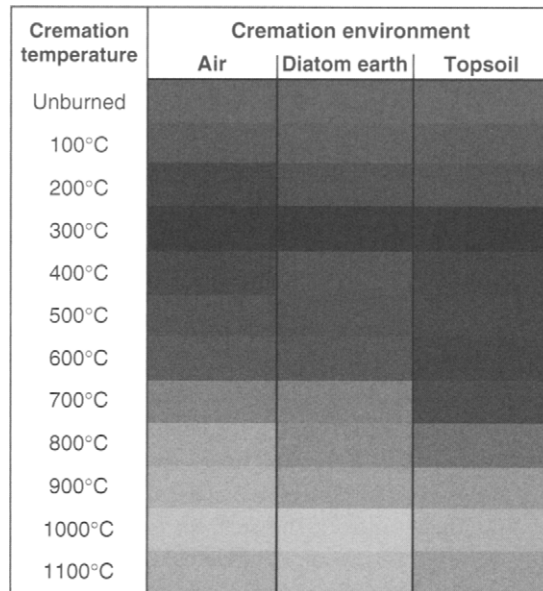 Cremation temperature
Cremation environment
Air
Diatom earth
Topsoil
Unburned
100°C
200°C
300°C
400°C
500°C
600°C
700°C
800°C
900°C
1000°C
1100°C